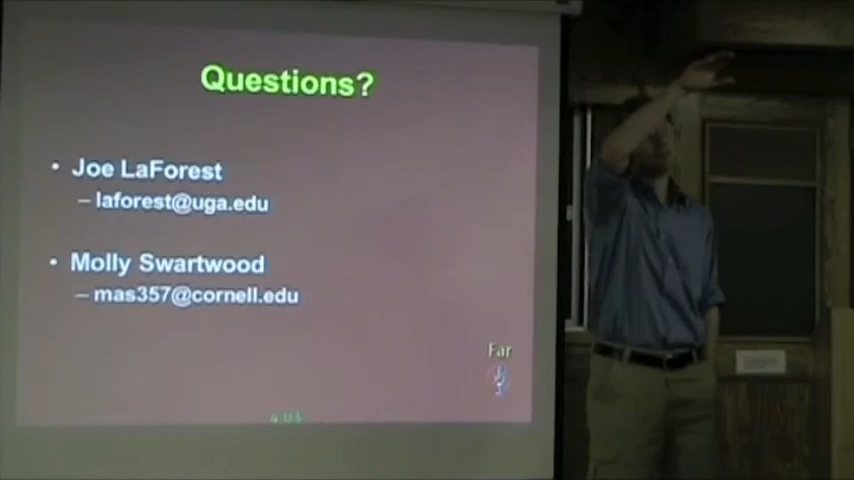 Questions?
• Joe LaForest
– laforest@uga.edu
• Molly Swartwood
– mas357@cornell.edu
Far